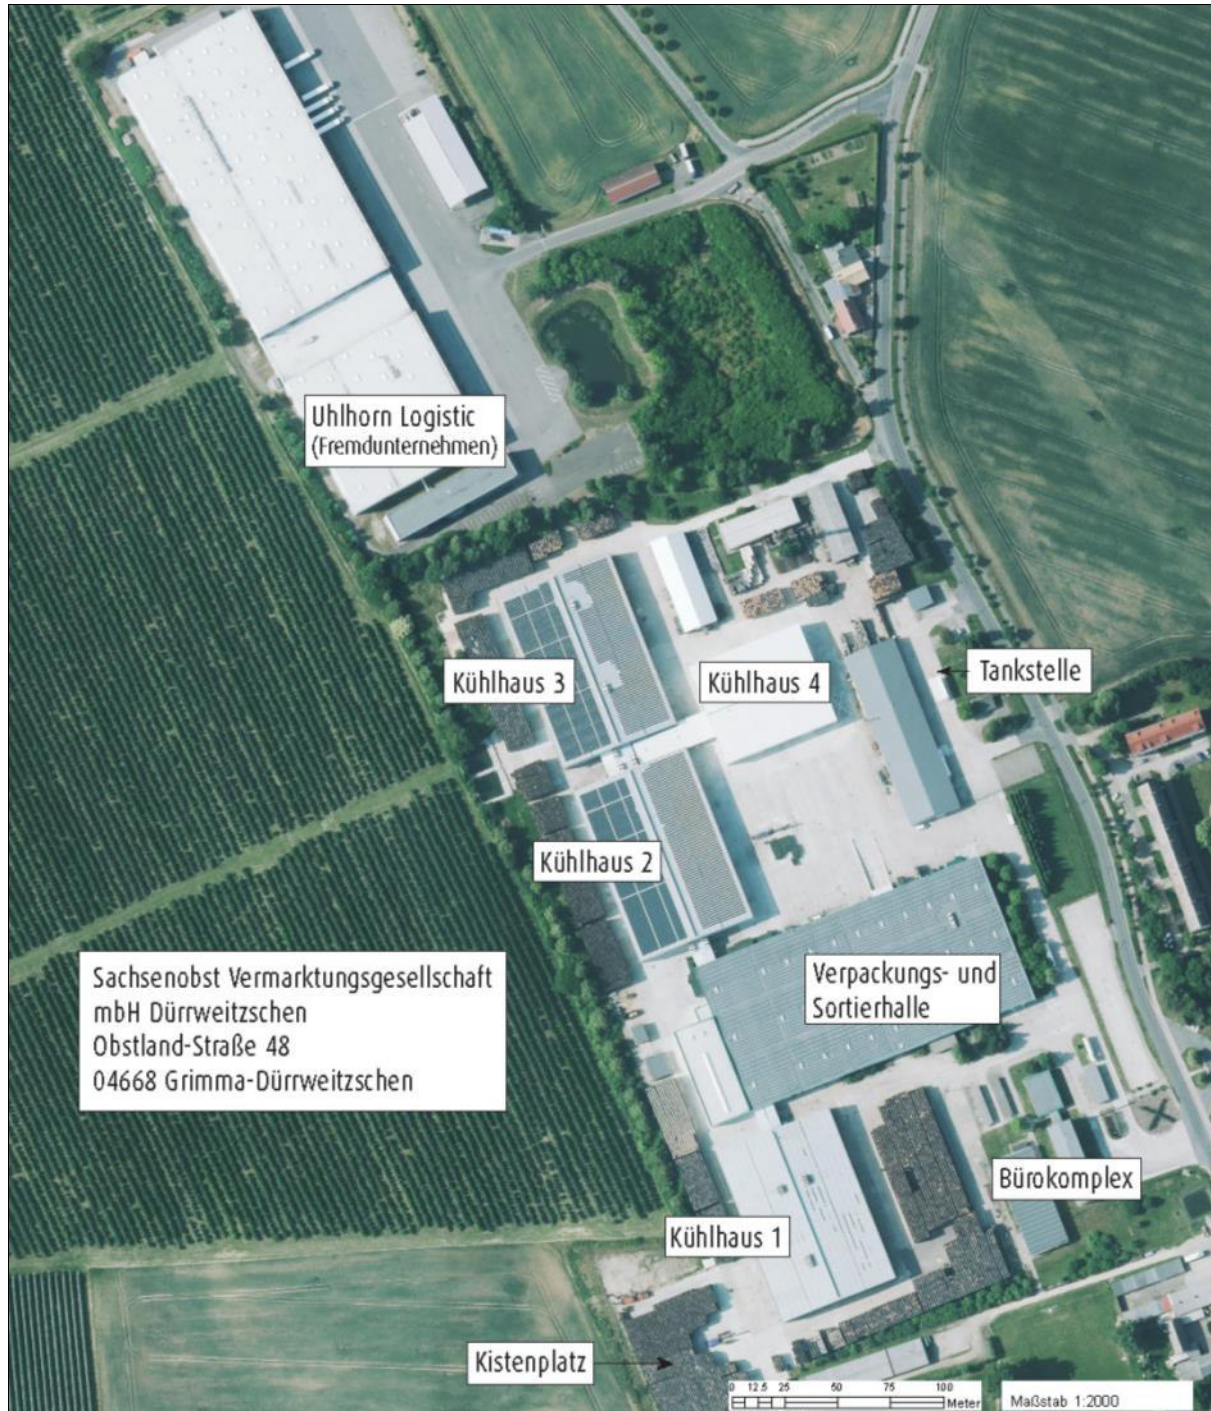 Uhlhorn Logistic
(Fremdunternehmen)
Kühlhaus 3
Kühlhaus 4
Tankstelle
Kühlhaus 2
Verpackungs- und
Sortierhalle
Sachsenobst Vermarktungsgesellschaft
mbH Dürrweitzschen
Obstland-Straße 48
04668 Grimma-Dürrweitzschen
Bürokomplex
Kühlhaus 1
Kistenplatz
0 12.5 25 50 75 100
Meter
Maßstab 1:2000